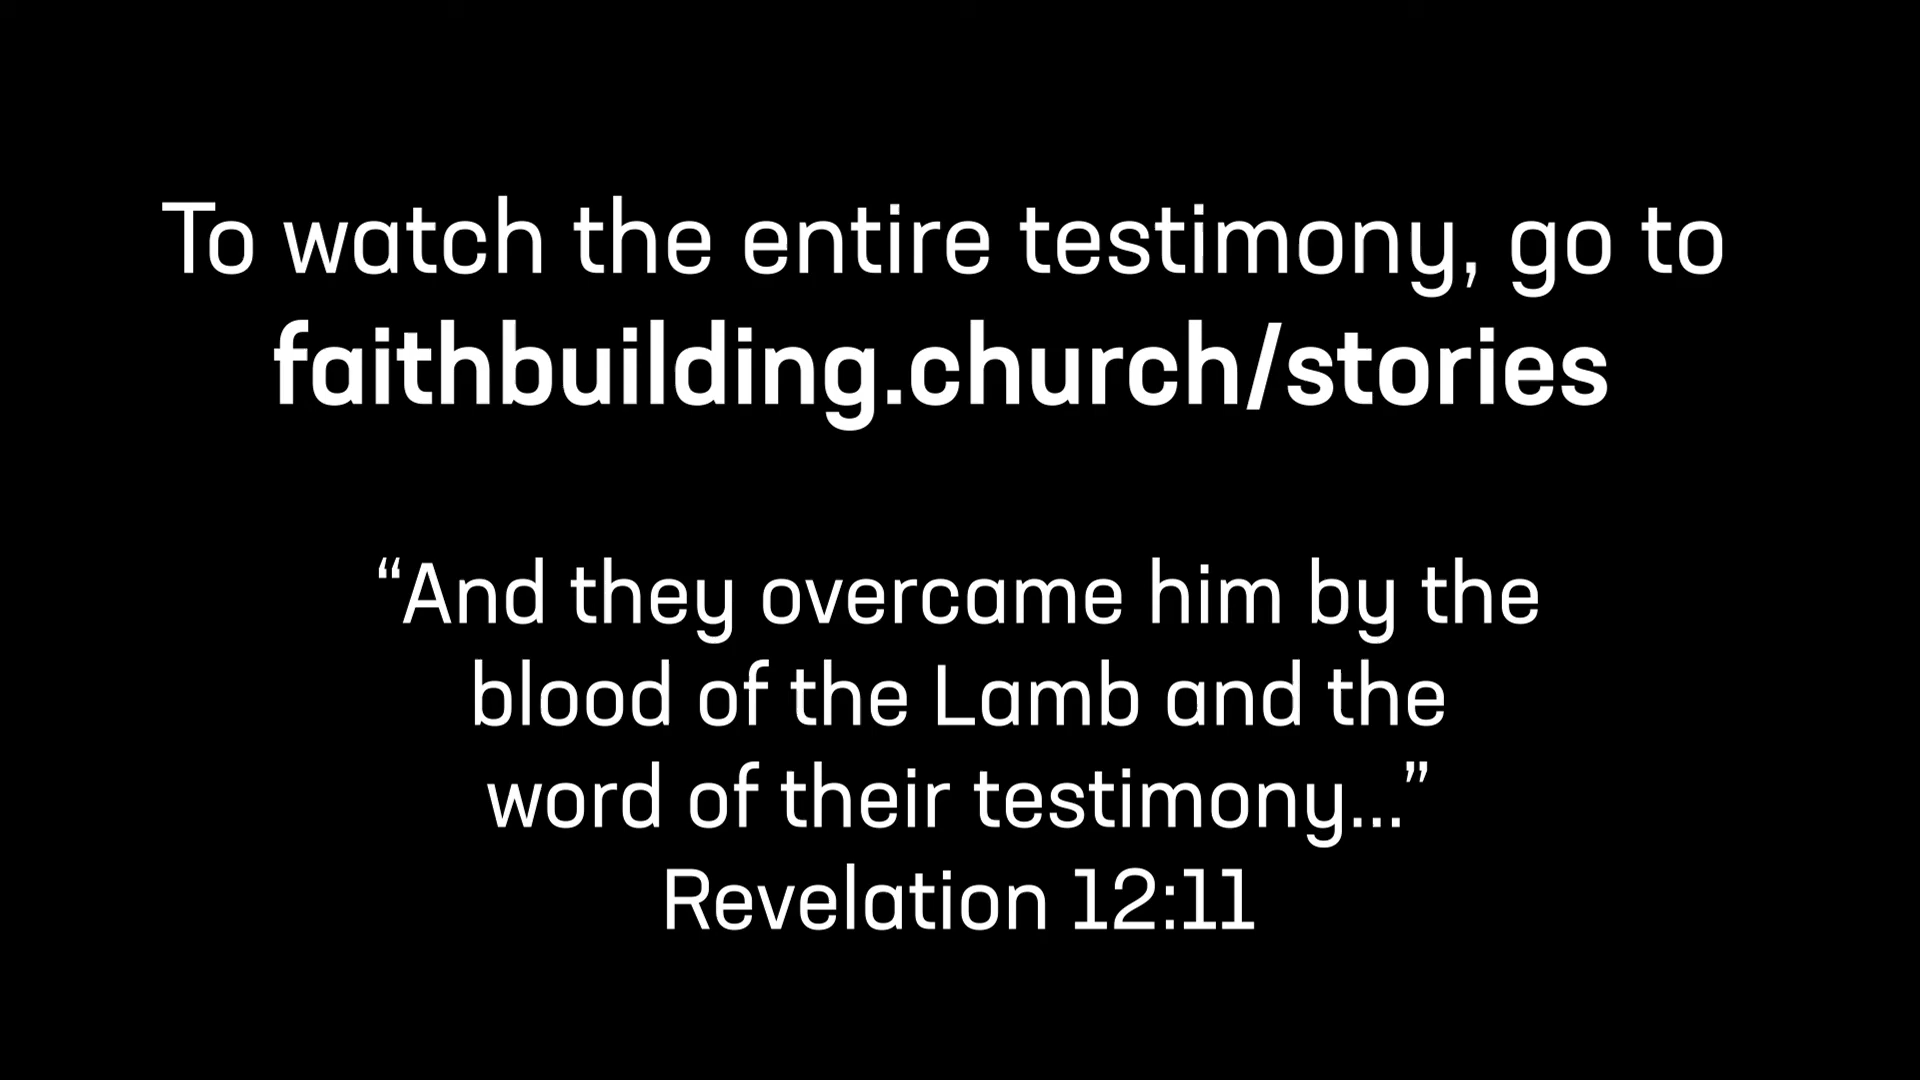 To watch the entire testimony, go to
faithbuilding.church/stories
“And they overcame him by the
blood of the Lamb and the
word of their testimony...”
Revelation 12:11